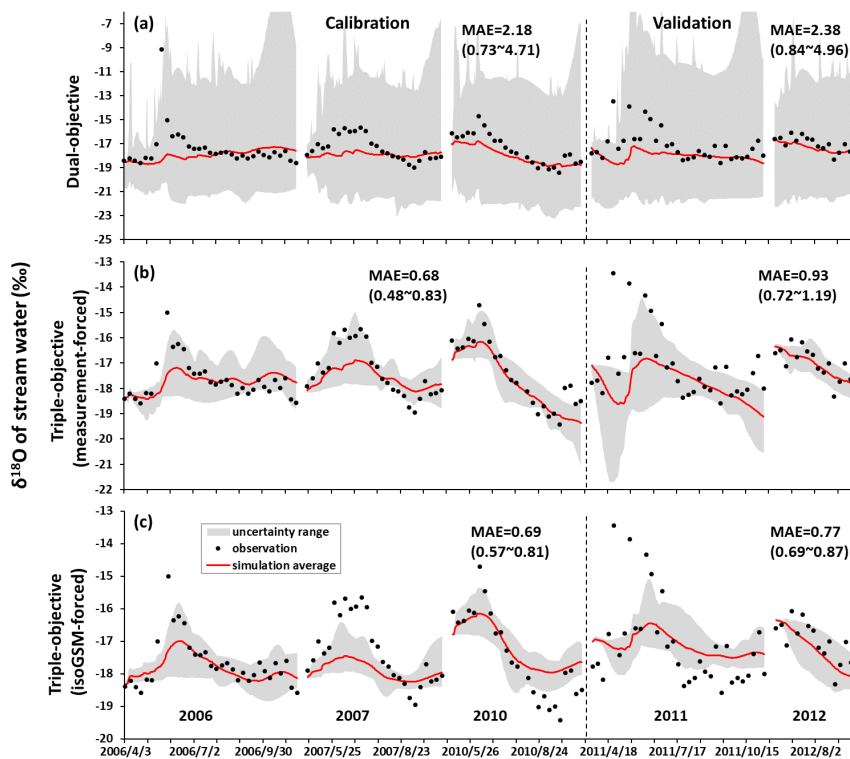 (a)
Calibration
Validation
MAE=2.18
(0.73~4.71)
MAE=2.38
(0.84~4.96)
Dual-objective
-7
-9
-11
-13
-15
-17
-19
-21
-23
-25
δ¹⁸O of stream water (‰)
(b)
MAE=0.68
(0.48~0.83)
MAE=0.93
(0.72~1.19)
Triple-objective
(measurement-forced)
-13
-14
-15
-16
-17
-18
-19
-20
-21
-22
(c)
uncertainty range
observation
simulation average
MAE=0.69
(0.57~0.81)
MAE=0.77
(0.69~0.87)
Triple-objective
(isoGSM-forced)
-13
-14
-15
-16
-17
-18
-19
-20
2006
2007
2010
2011
2012
2006/4/3
2006/7/2
2006/9/30
2007/5/25
2007/8/23
2010/5/26
2010/8/24
2011/4/18
2011/7/17
2011/10/15
2012/8/2